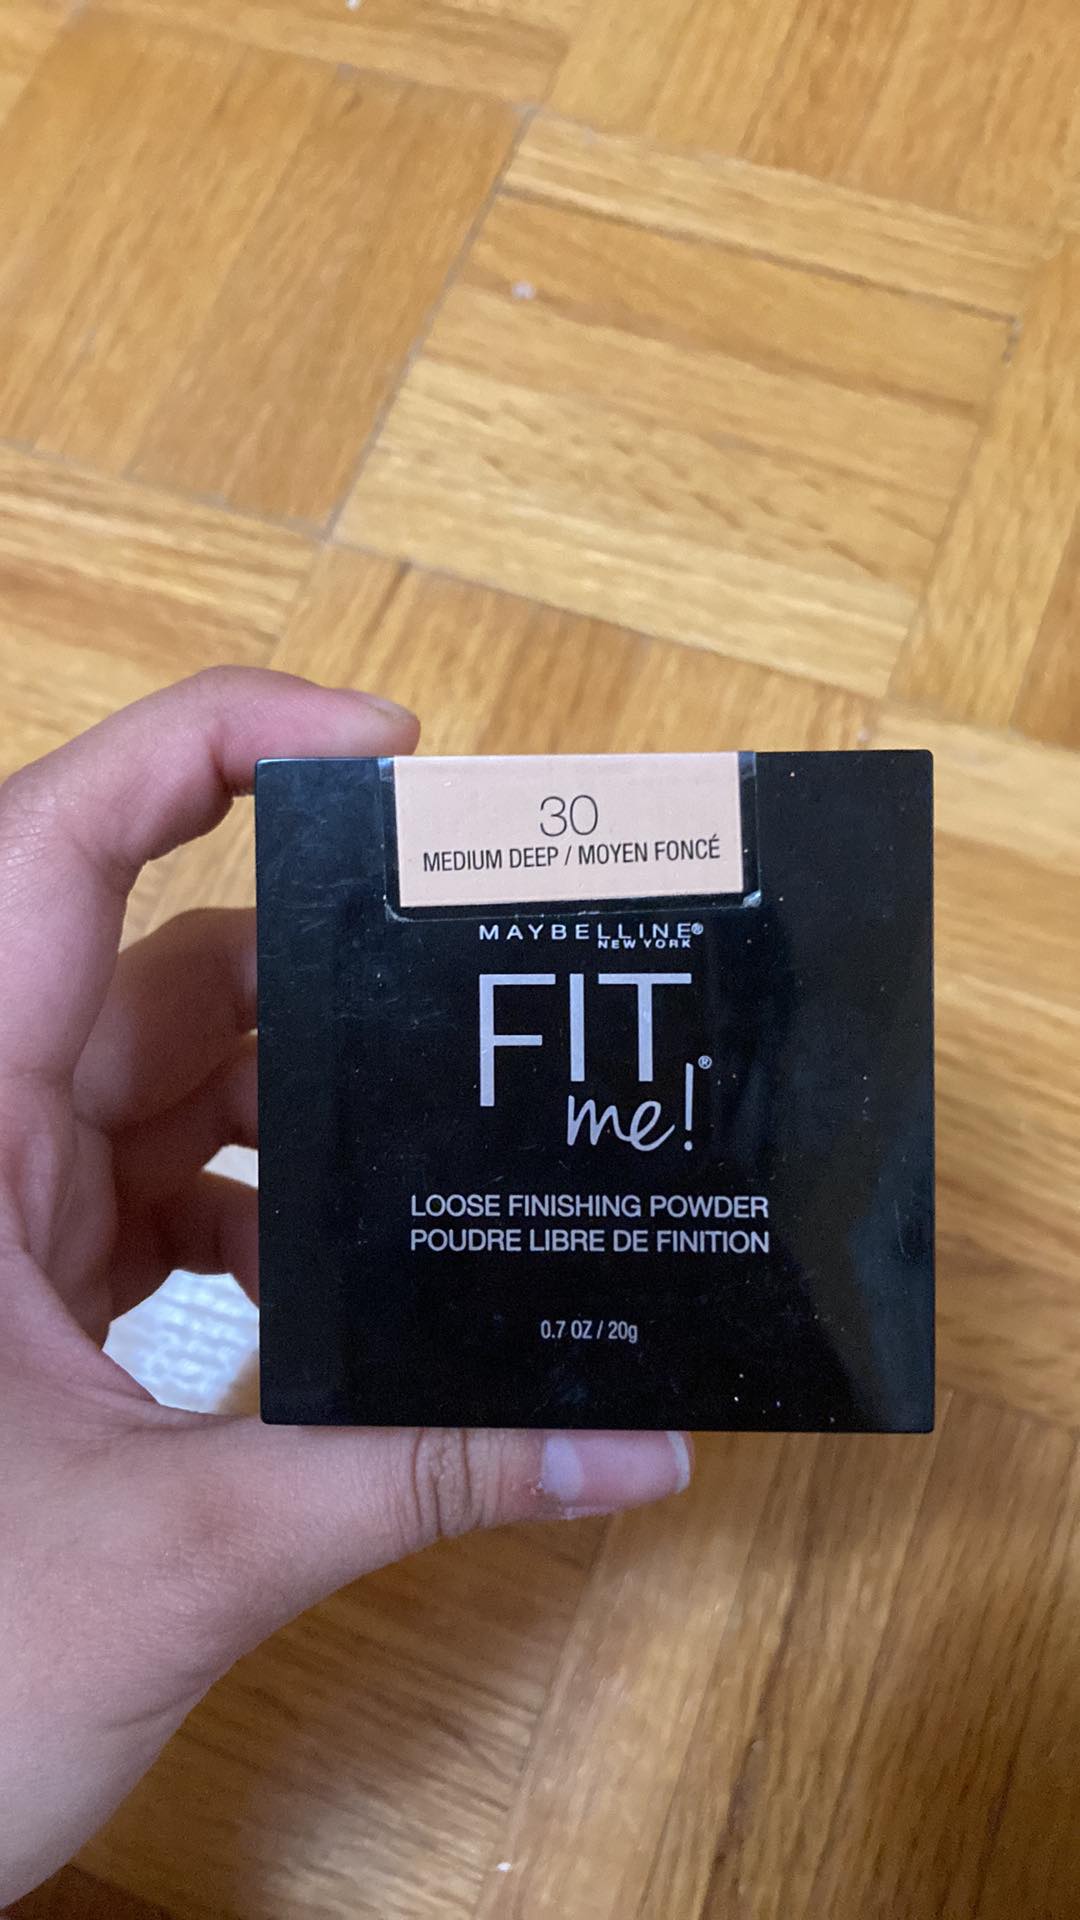 30
MEDIUM DEEP / MOYEN FONCÉ
MAYBELLINE®
NEW YORK
FIT
me!®
LOOSE FINISHING POWDER
POUDRE LIBRE DE FINITION
0.7 OZ / 20g